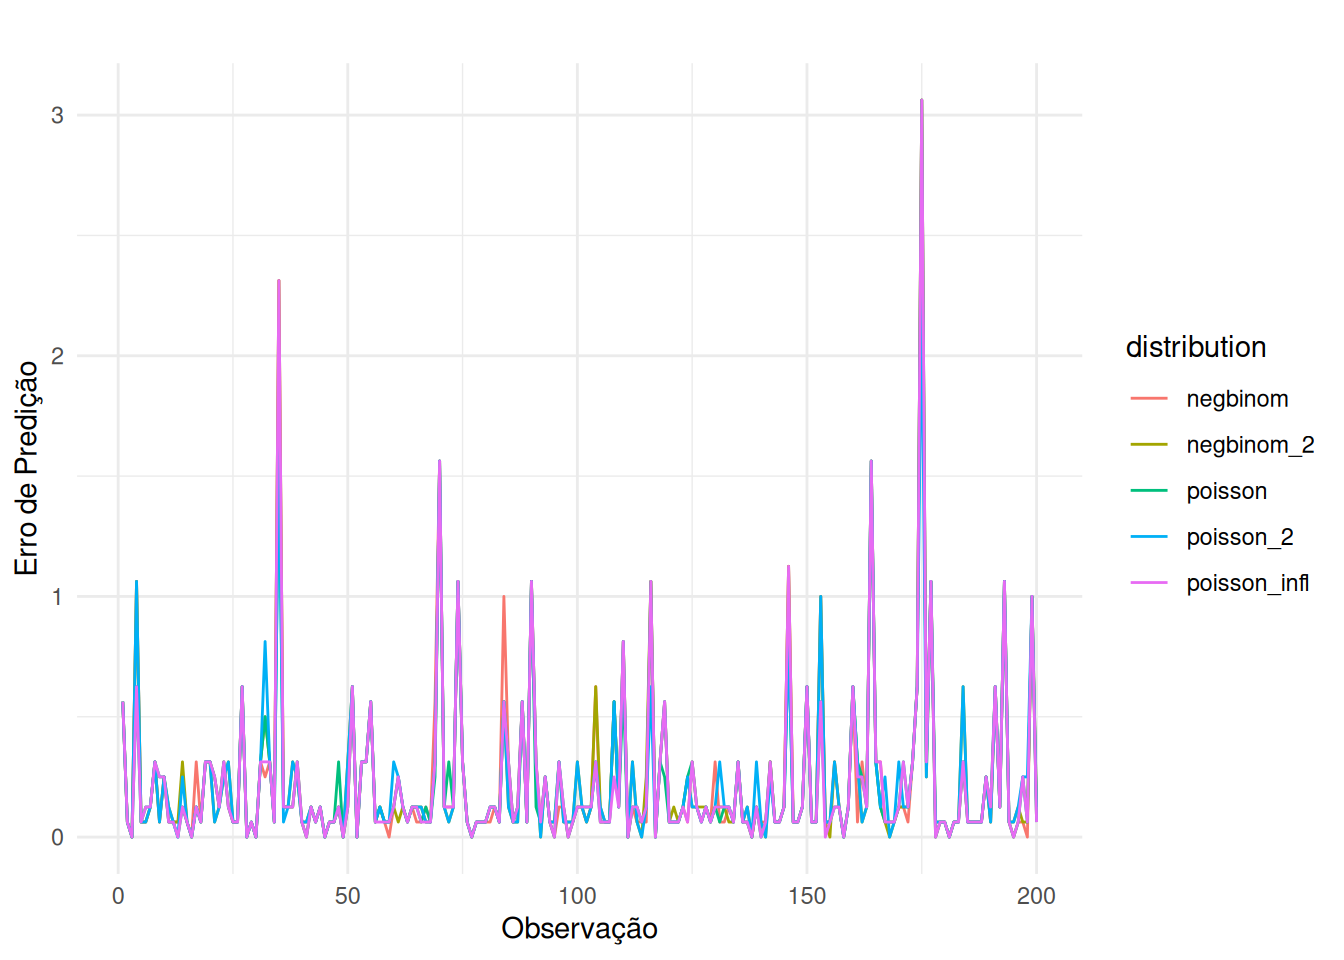 3
2
1
0
Erro de Predição
0
50
100
150
200
Observação
distribution
negbinom
negbinom_2
poisson
poisson_2
poisson_infl